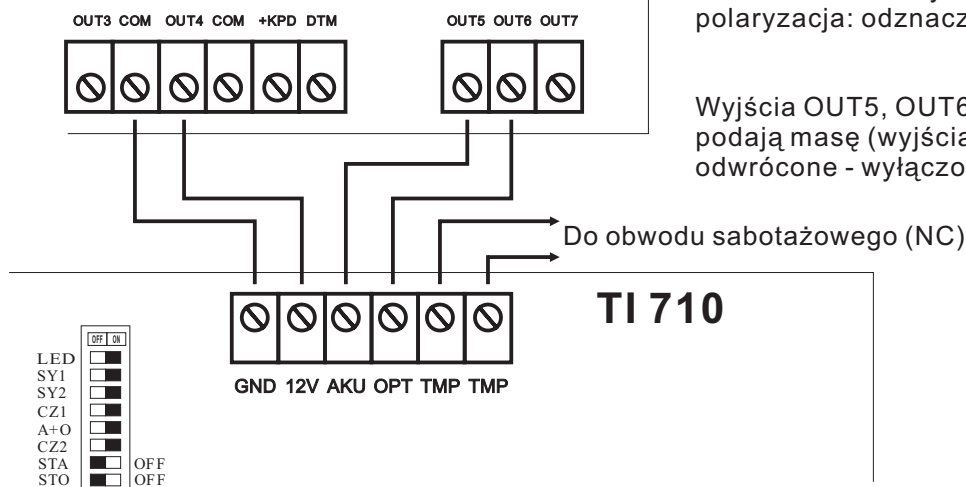 OUT3 COM OUT4 COM +KPD DTM
OUT5 OUT6 OUT7
polaryzacja: odznacz
Wyjścia OUT5, OUT6
podają masę (wyjścia
odwrócone - wyłączo
Do obwodu sabotażowego (NC)
TI 710
GND 12V AKU OPT TMP TMP
OFF ON
LED
SY1
SY2
CZ1
A+O
CZ2
STA OFF
STO OFF